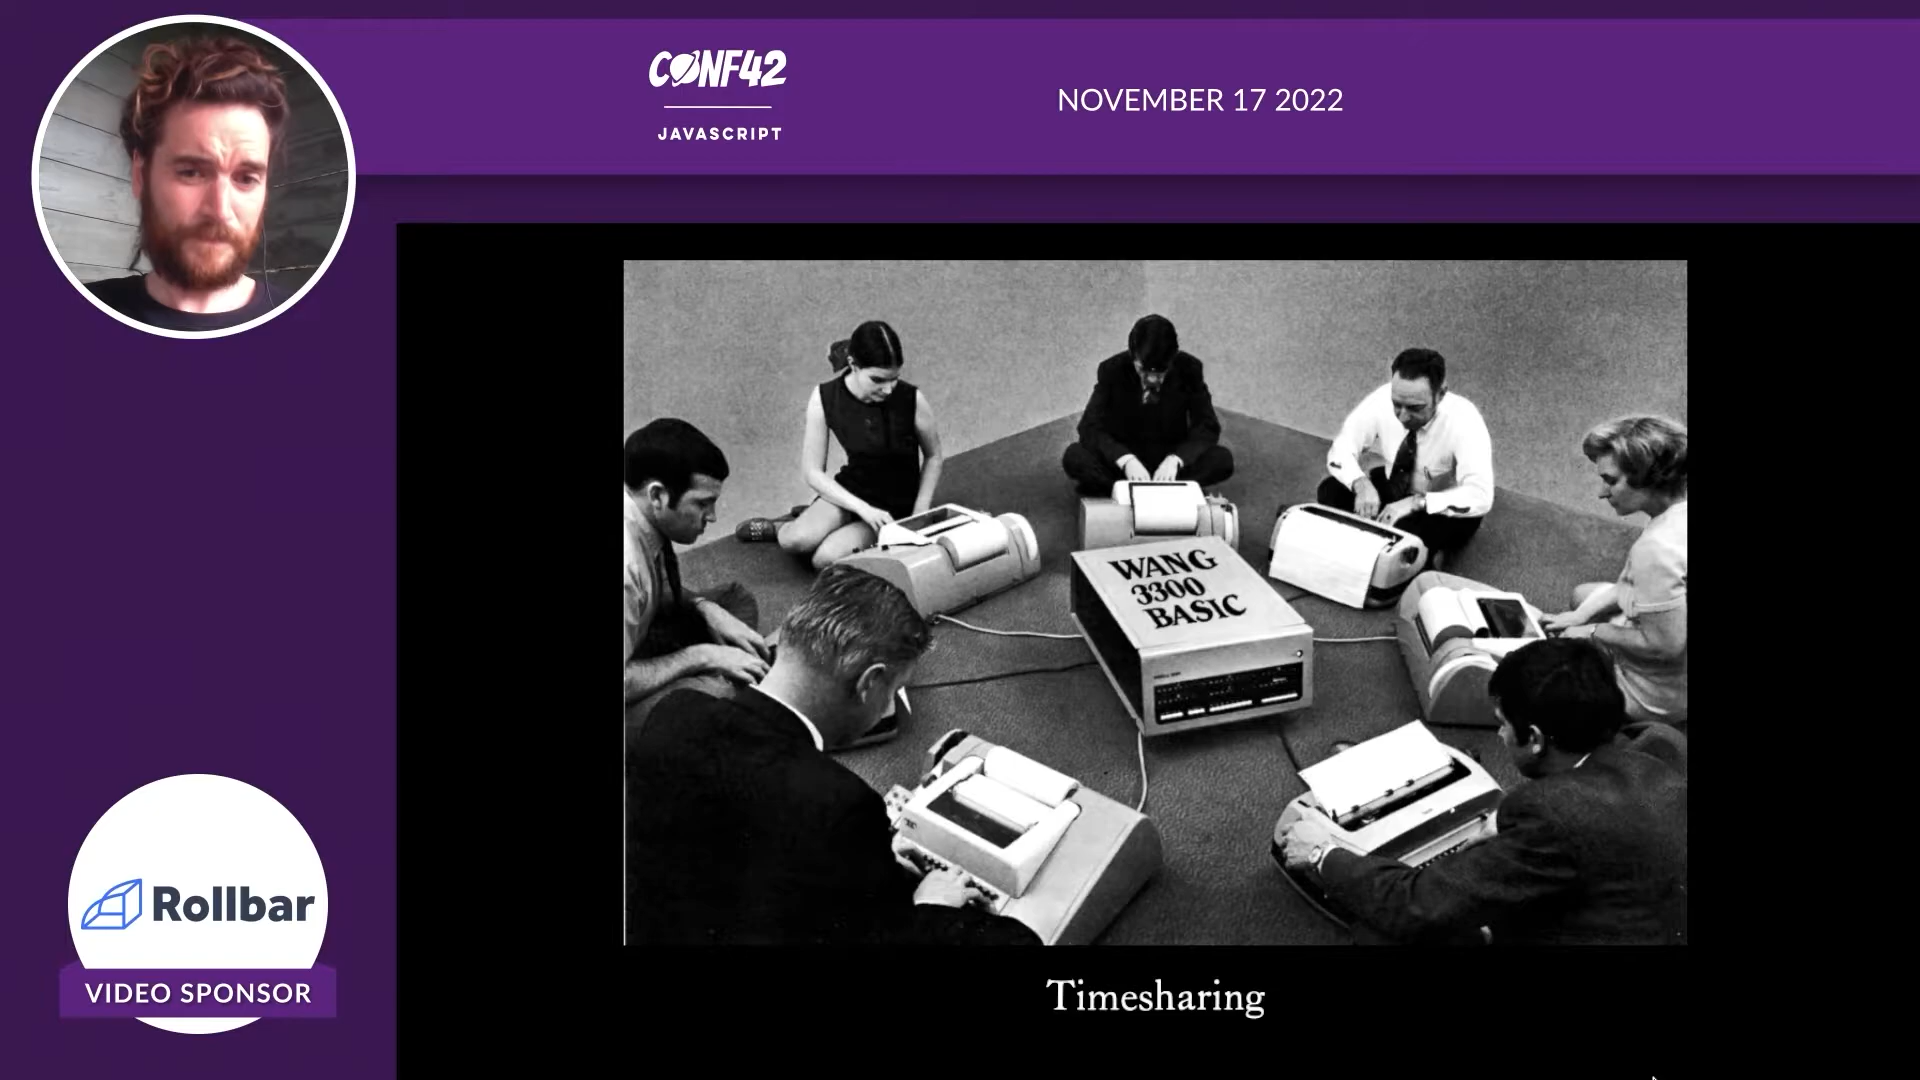 CONF42
JAVASCRIPT
NOVEMBER 17 2022
WANG
3300
BASIC
Timesharing
Rollbar
VIDEO SPONSOR